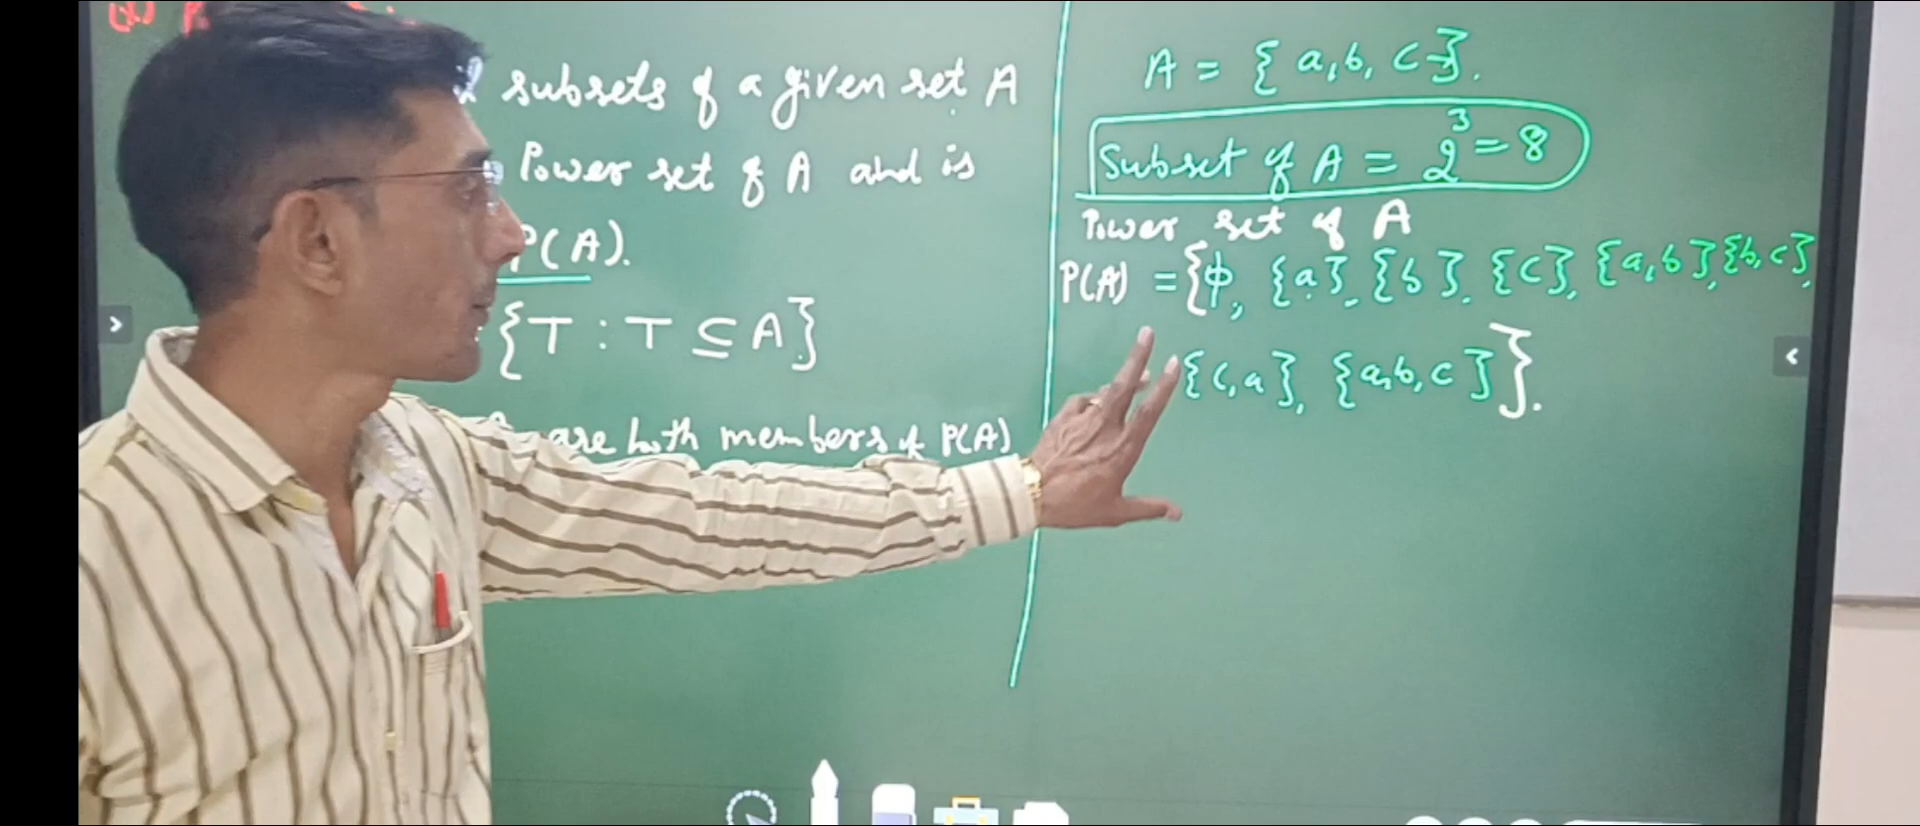 subsets of a given set A
Power set of A and is
P(A).
{T : T ⊆ A}
are both members of P(A)
A = {a, b, c}.
Subset of A = 2³ = 8
Power set of A
P(A) = {ϕ, {a}, {b}, {c}, {a, b}, {b, c},
{c, a}, {a, b, c}}.